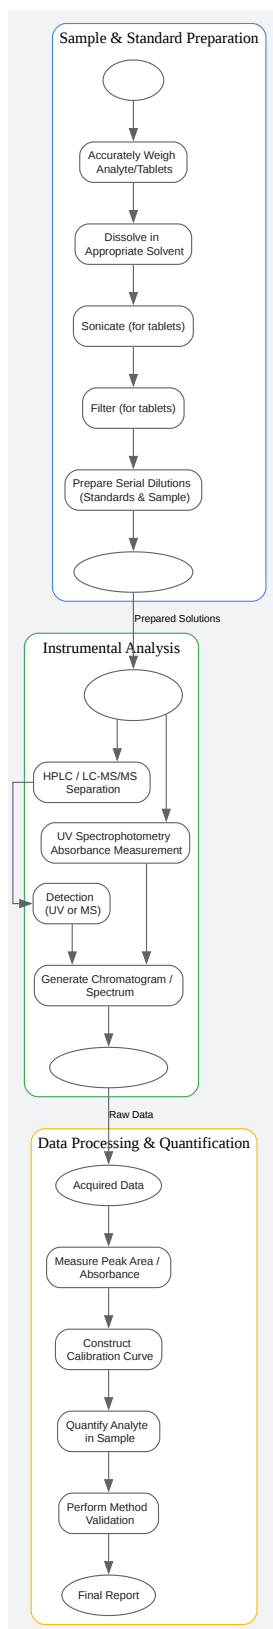 Sample & Standard Preparation
Accurately Weigh
Analyte/Tablets
Dissolve in
Appropriate Solvent
Sonicate (for tablets)
Filter (for tablets)
Prepare Serial Dilutions
(Standards & Sample)
Prepared Solutions
Instrumental Analysis
HPLC / LC-MS/MS
Separation
UV Spectrophotometry
Absorbance Measurement
Detection
(UV or MS)
Generate Chromatogram /
Spectrum
Raw Data
Data Processing & Quantification
Acquired Data
Measure Peak Area /
Absorbance
Construct
Calibration Curve
Quantify Analyte
in Sample
Perform Method
Validation
Final Report